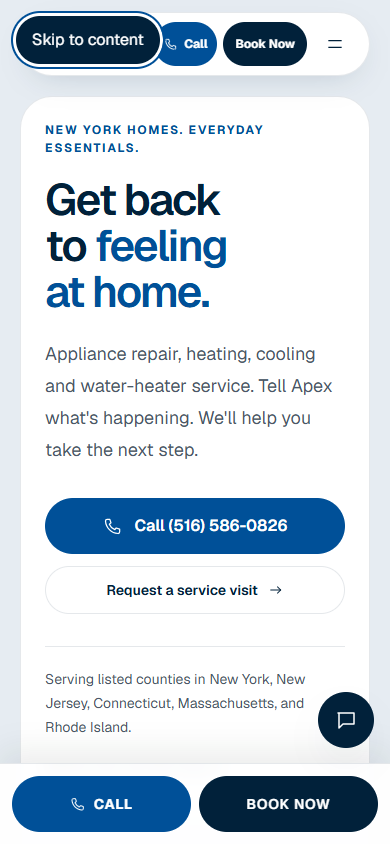 Skip to content
Call
Book Now
NEW YORK HOMES. EVERYDAY
ESSENTIALS.
Get back
to feeling
at home.
Appliance repair, heating, cooling
and water-heater service. Tell Apex
what's happening. We'll help you
take the next step.
Call (516) 586-0826
Request a service visit →
Serving listed counties in New York, New
Jersey, Connecticut, Massachusetts, and
Rhode Island.
CALL
BOOK NOW